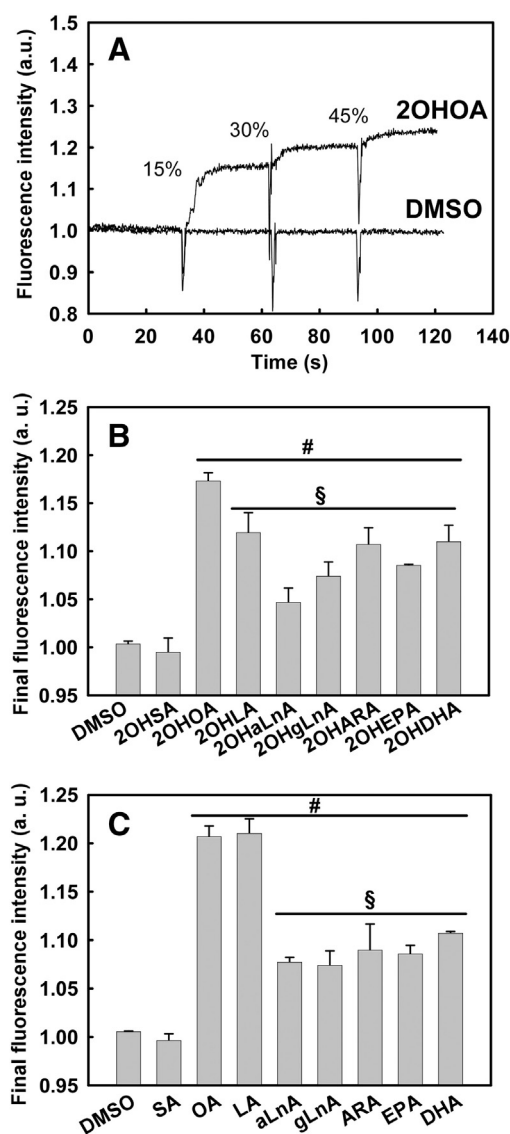 A
Fluorescence intensity (a.u.)
1.5
1.4
1.3
1.2
1.1
1.0
0.9
0.8
15%
30%
45%
2OHOA
DMSO
0 20 40 60 80 100 120 140
Time (s)
B
Final fluorescence intensity (a. u.)
1.25
1.20
1.15
1.10
1.05
1.00
0.95
#
§
DMSO 2OHSA 2OHOA 2OHLA 2OHaLnA 2OHgLnA 2OHARA 2OHEPA 2OHDHA
C
Final fluorescence intensity (a. u.)
1.25
1.20
1.15
1.10
1.05
1.00
0.95
#
§
DMSO SA OA LA aLnA gLnA ARA EPA DHA